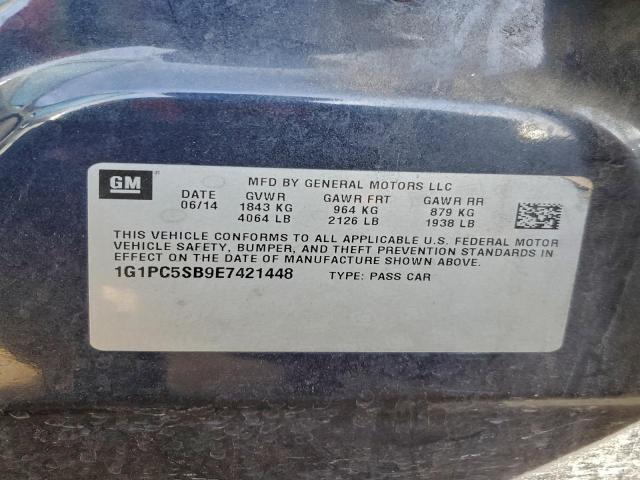 GM
MFD BY GENERAL MOTORS LLC
DATE GVWR GAWR FRT GAWR RR
06/14 1843 KG 964 KG 879 KG
4064 LB 2126 LB 1938 LB
THIS VEHICLE CONFORMS TO ALL APPLICABLE U.S. FEDERAL MOTOR
VEHICLE SAFETY, BUMPER, AND THEFT PREVENTION STANDARDS IN
EFFECT ON THE DATE OF MANUFACTURE SHOWN ABOVE.
1G1PC5SB9E7421448 TYPE: PASS CAR